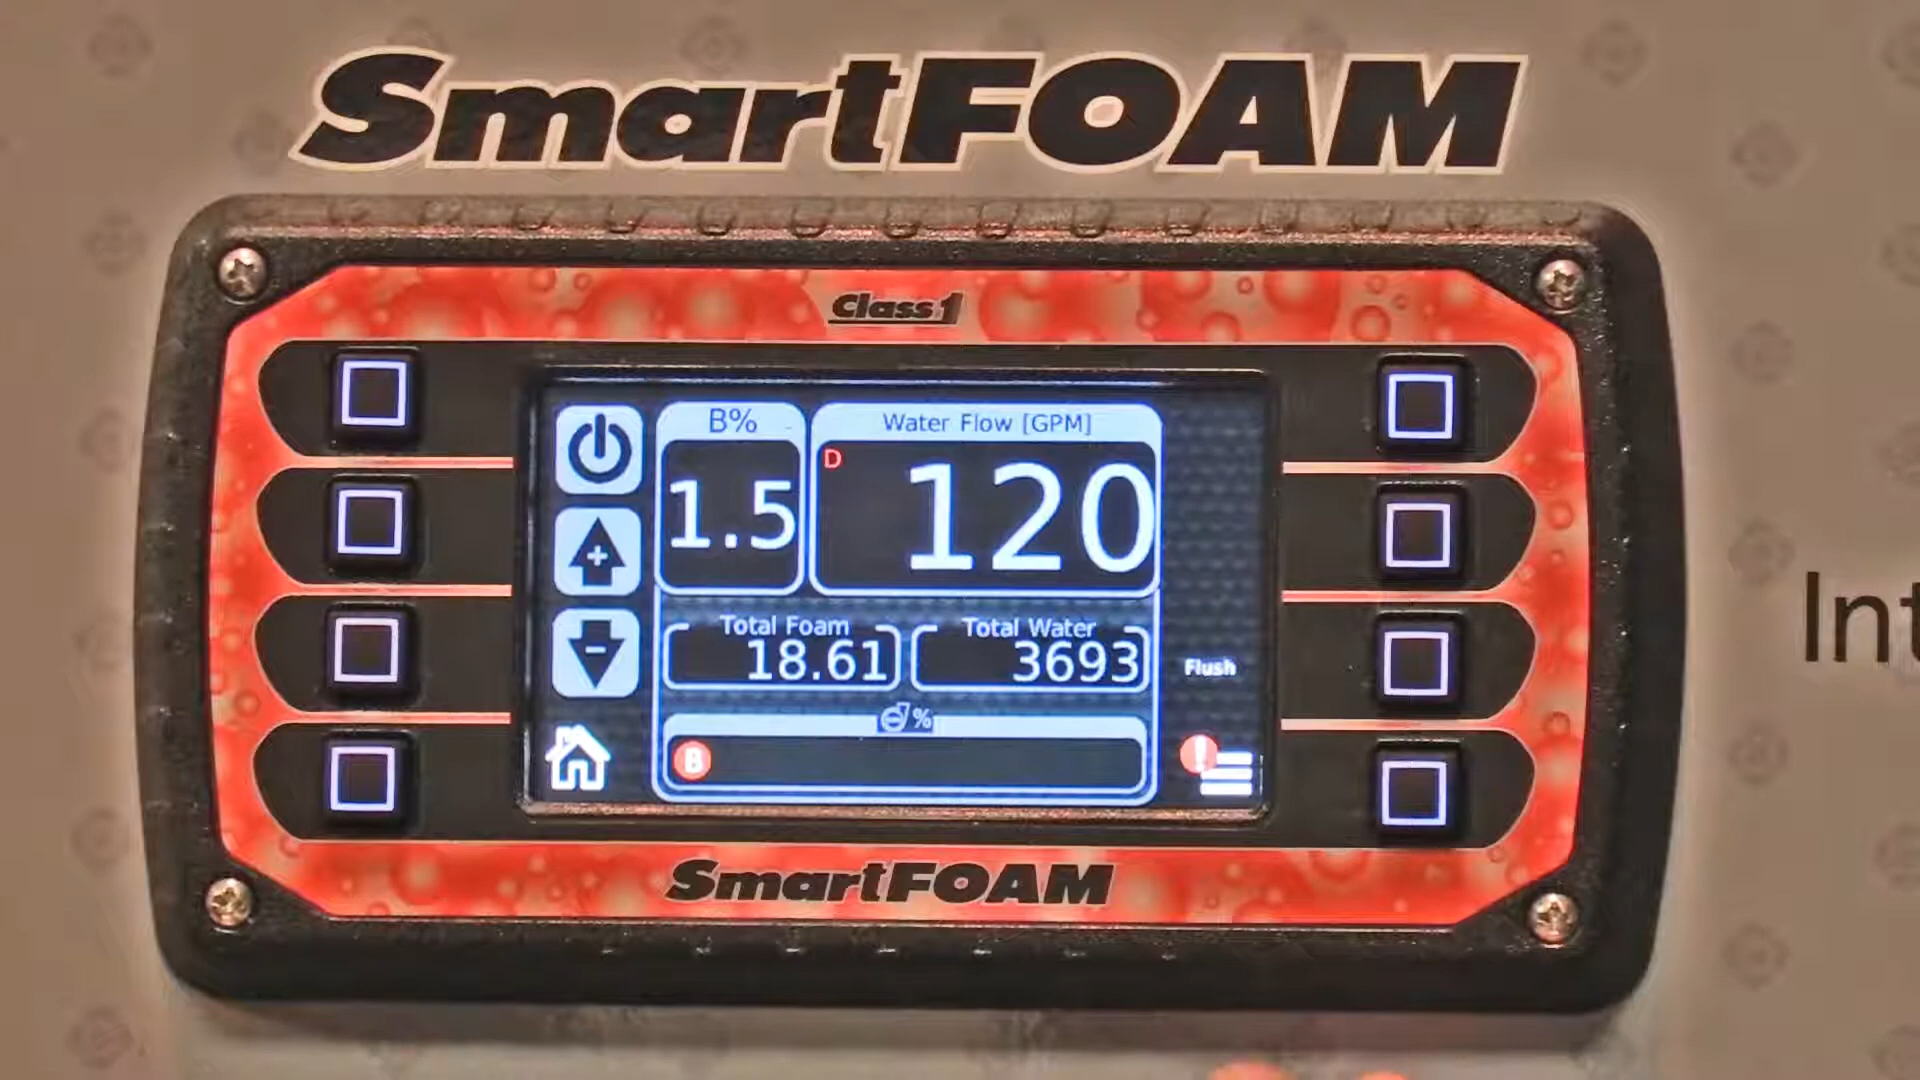 SmartFOAM
Class1
B%
Water Flow [GPM]
D
1.5
120
+
Total Foam
Total Water
18.61
3693
-
Flush
%
B
!
SmartFOAM
Int